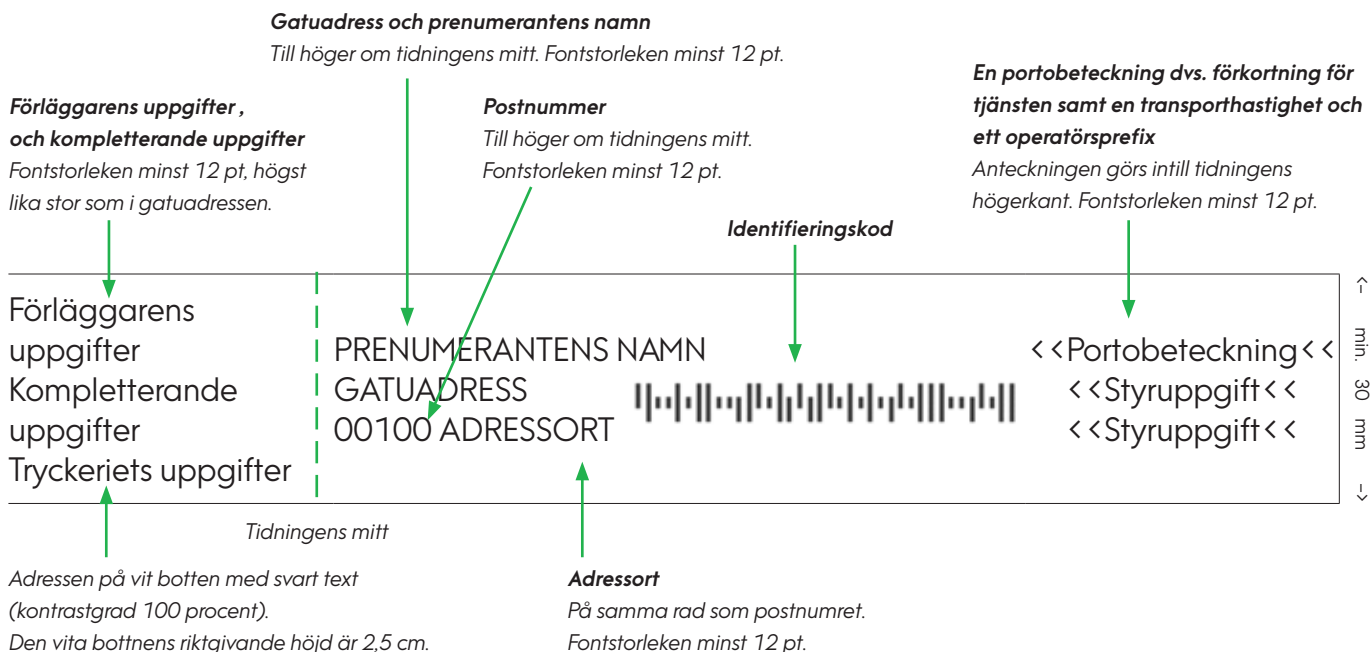 Gatuadress och prenumerantens namn
Till höger om tidningens mitt. Fontstorleken minst 12 pt.
Förläggarens uppgifter ,
och kompletterande uppgifter
Fontstorleken minst 12 pt, högst
lika stor som i gatuadressen.
Postnummer
Till höger om tidningens mitt.
Fontstorleken minst 12 pt.
En portobeteckning dvs. förkortning för
tjänsten samt en transporthastighet och
ett operatörsprefix
Anteckningen görs intill tidningens
högerkant. Fontstorleken minst 12 pt.
Identifieringskod
Förläggarens
uppgifter
Kompletterande
uppgifter
Tryckeriets uppgifter
PRENUMERANTENS NAMN
GATUADRESS
00100 ADRESSORT
<<Portobeteckning<<
<<Styruppgift<<
<<Styruppgift<<
<- min. 30 mm ->
Tidningens mitt
Adressen på vit botten med svart text
(kontrastgrad 100 procent).
Den vita bottnens riktgivande höjd är 2,5 cm.
Adressort
På samma rad som postnumret.
Fontstorleken minst 12 pt.